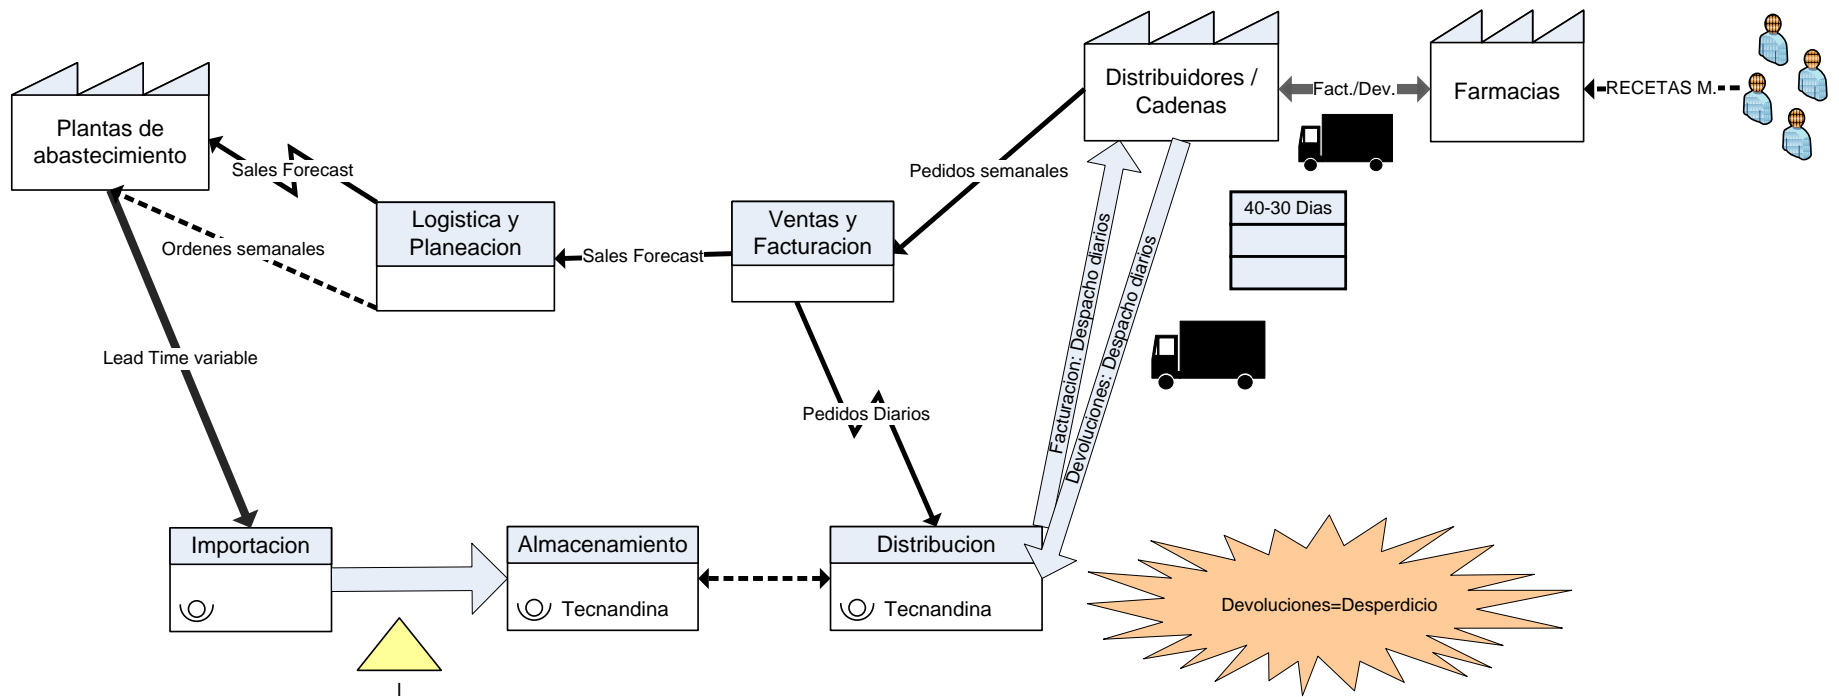 Distribuidores /
Cadenas
Fact./Dev.
Farmacias
RECETAS M.
Plantas de
abastecimiento
Sales Forecast
Pedidos semanales
Logistica y
Planeacion
Ventas y
Facturacion
40-30 Dias
Ordenes semanales
Sales Forecast
Facturacion: Despacho diarios
Devoluciones: Despacho diarios
Lead Time variable
Pedidos Diarios
Importacion
Almacenamiento
Distribucion
Tecnandina
Tecnandina
Devoluciones=Desperdicio
I